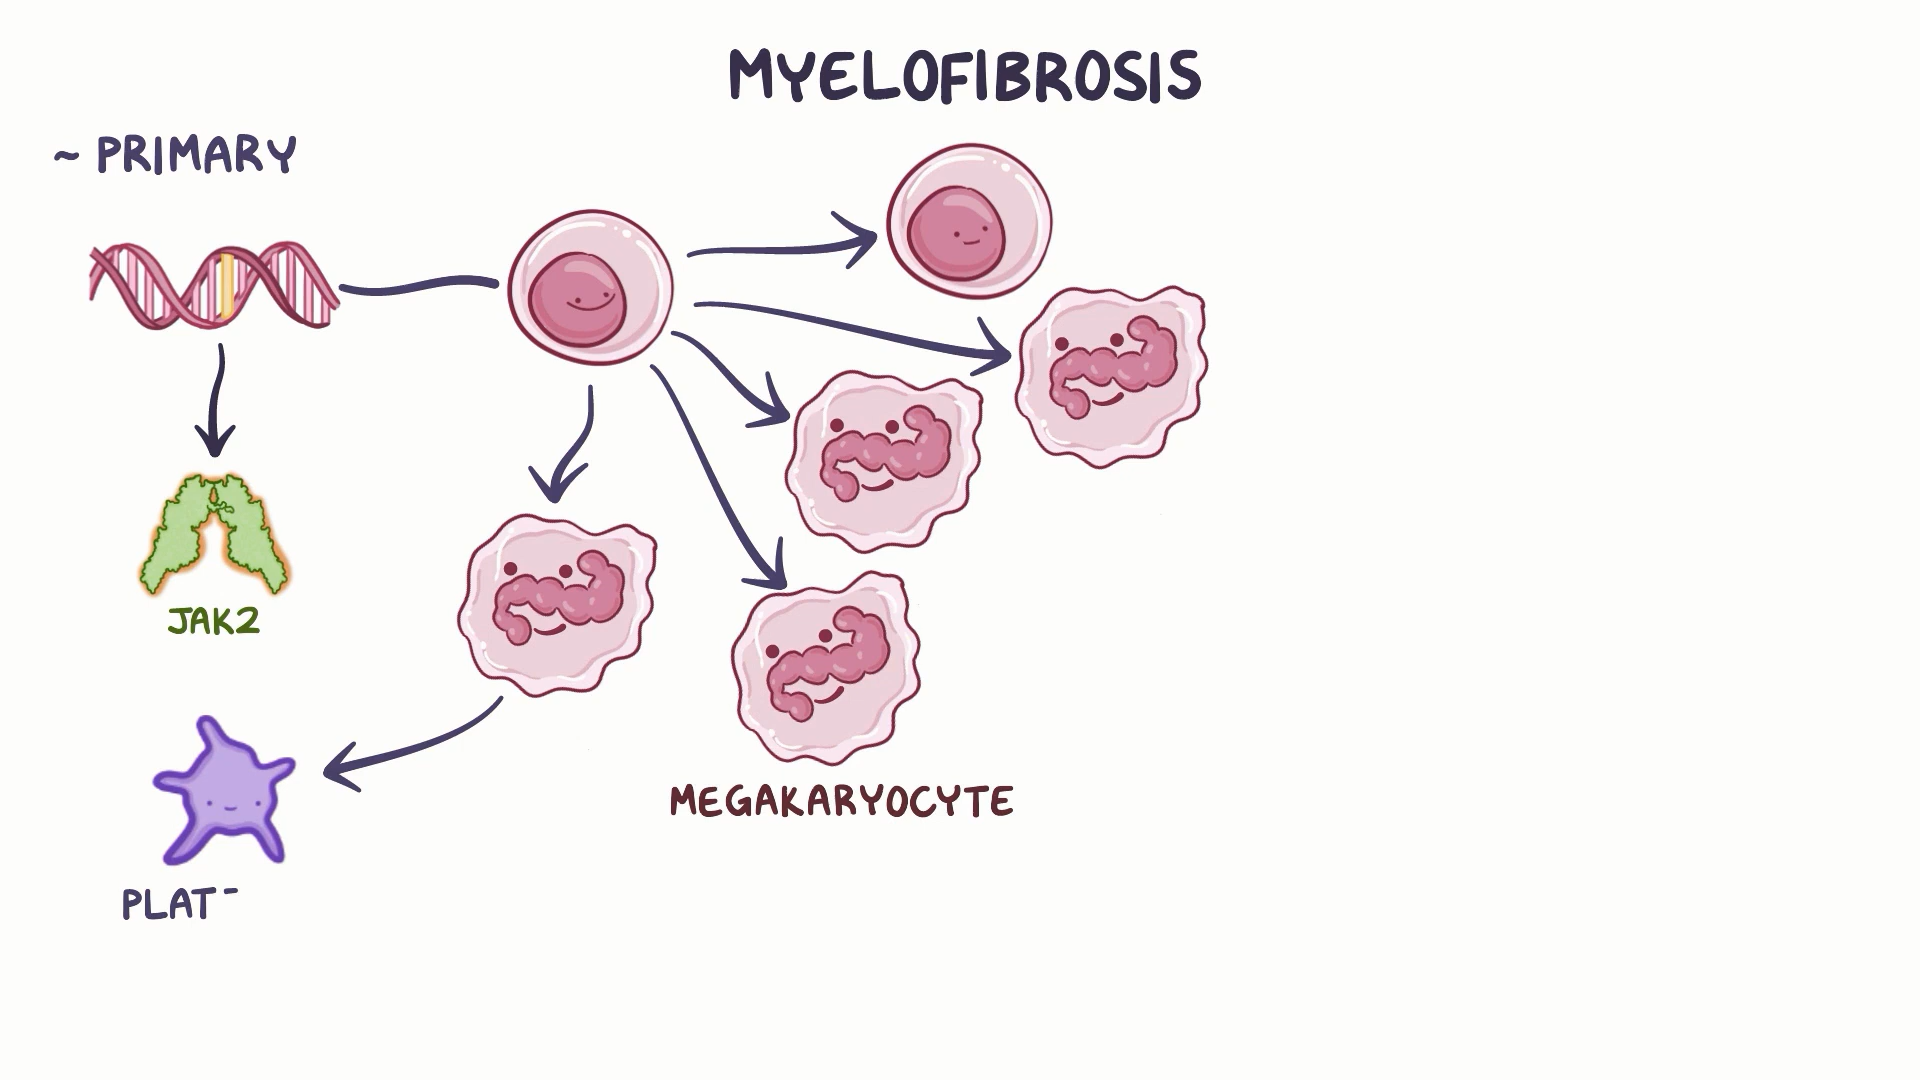 MYELOFIBROSIS
~ PRIMARY
JAK2
MEGAKARYOCYTE
PLAT